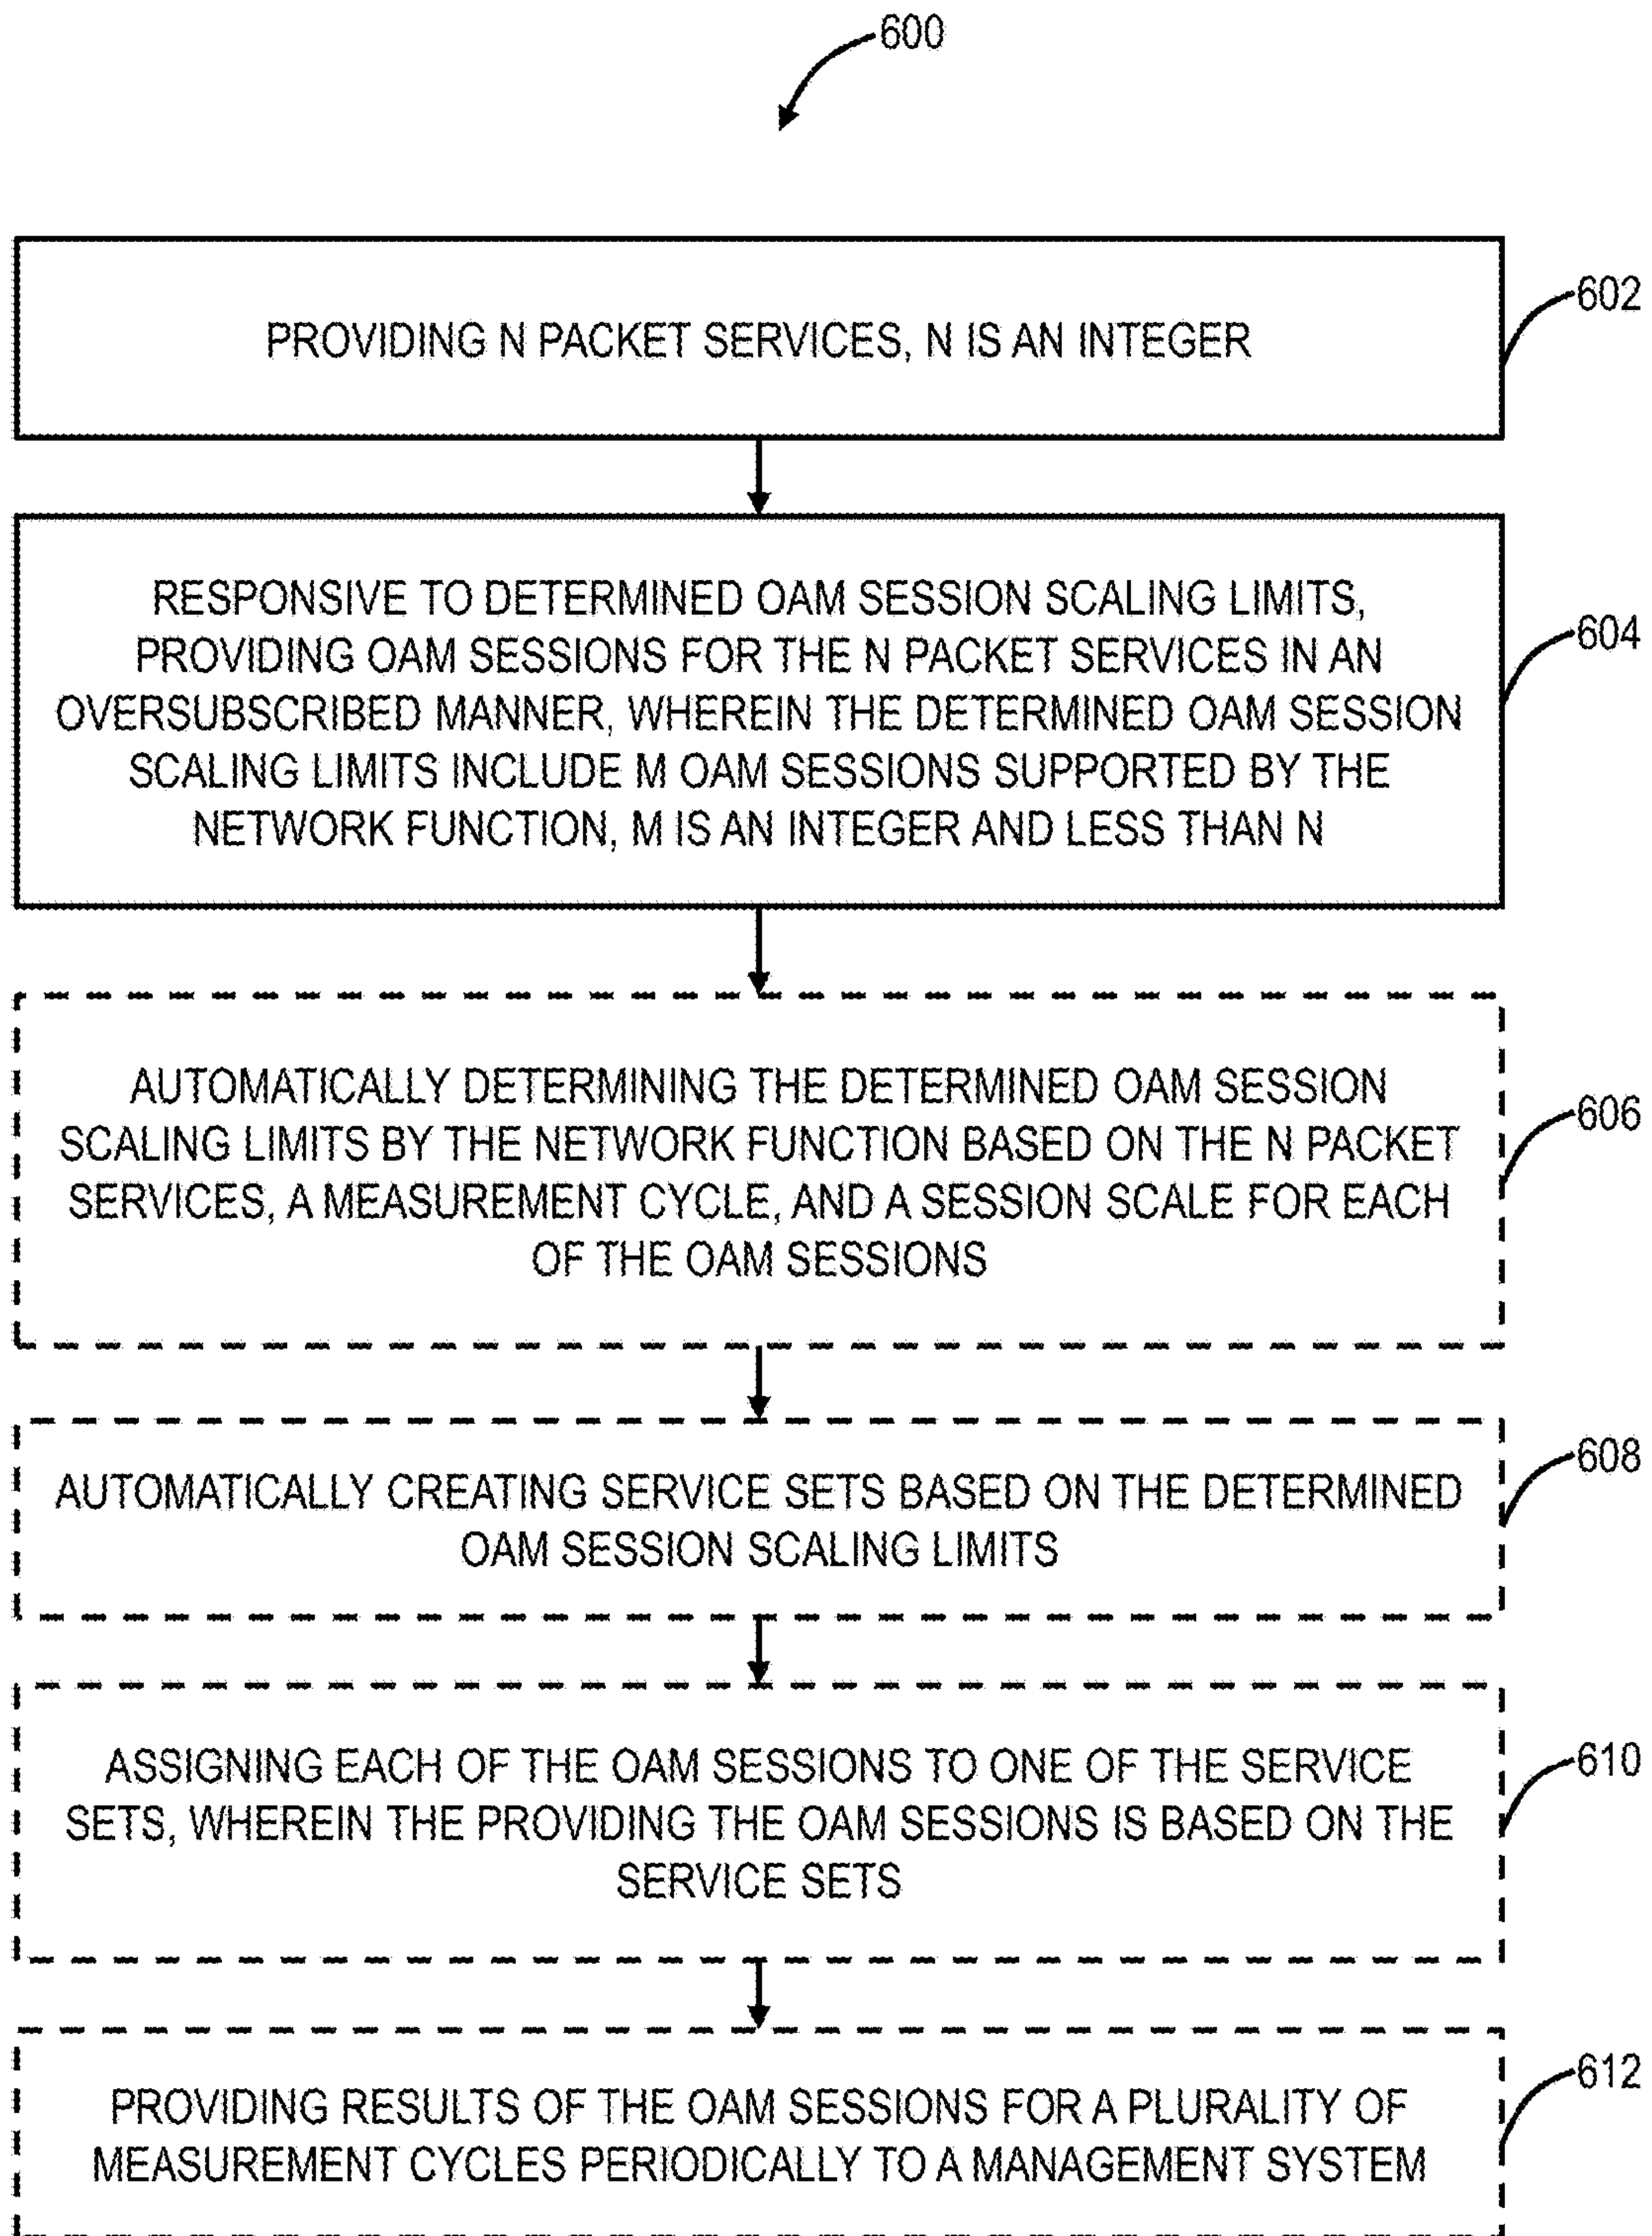 600
PROVIDING N PACKET SERVICES, N IS AN INTEGER
602
RESPONSIVE TO DETERMINED OAM SESSION SCALING LIMITS,
PROVIDING OAM SESSIONS FOR THE N PACKET SERVICES IN AN
OVERSUBSCRIBED MANNER, WHEREIN THE DETERMINED OAM SESSION
SCALING LIMITS INCLUDE M OAM SESSIONS SUPPORTED BY THE
NETWORK FUNCTION, M IS AN INTEGER AND LESS THAN N
604
AUTOMATICALLY DETERMINING THE DETERMINED OAM SESSION
SCALING LIMITS BY THE NETWORK FUNCTION BASED ON THE N PACKET
SERVICES, A MEASUREMENT CYCLE, AND A SESSION SCALE FOR EACH
OF THE OAM SESSIONS
606
AUTOMATICALLY CREATING SERVICE SETS BASED ON THE DETERMINED
OAM SESSION SCALING LIMITS
608
ASSIGNING EACH OF THE OAM SESSIONS TO ONE OF THE SERVICE
SETS, WHEREIN THE PROVIDING THE OAM SESSIONS IS BASED ON THE
SERVICE SETS
610
PROVIDING RESULTS OF THE OAM SESSIONS FOR A PLURALITY OF
MEASUREMENT CYCLES PERIODICALLY TO A MANAGEMENT SYSTEM
612